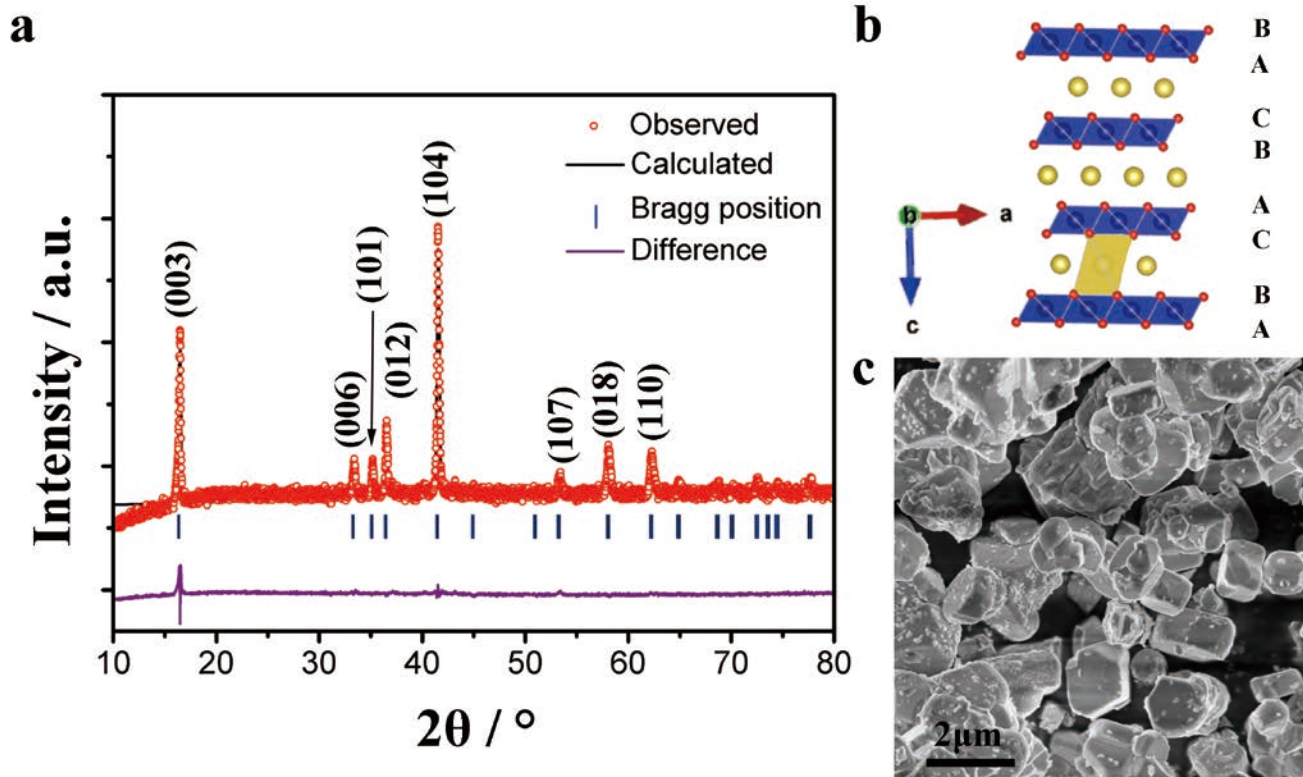 a
Intensity / a.u.
2θ / °
10 20 30 40 50 60 70 80
(003)
(006)
(101)
(012)
(104)
(107)
(018)
(110)
Observed
Calculated
Bragg position
Difference
b
B
A
C
B
A
C
B
A
b
a
c
c
2μm